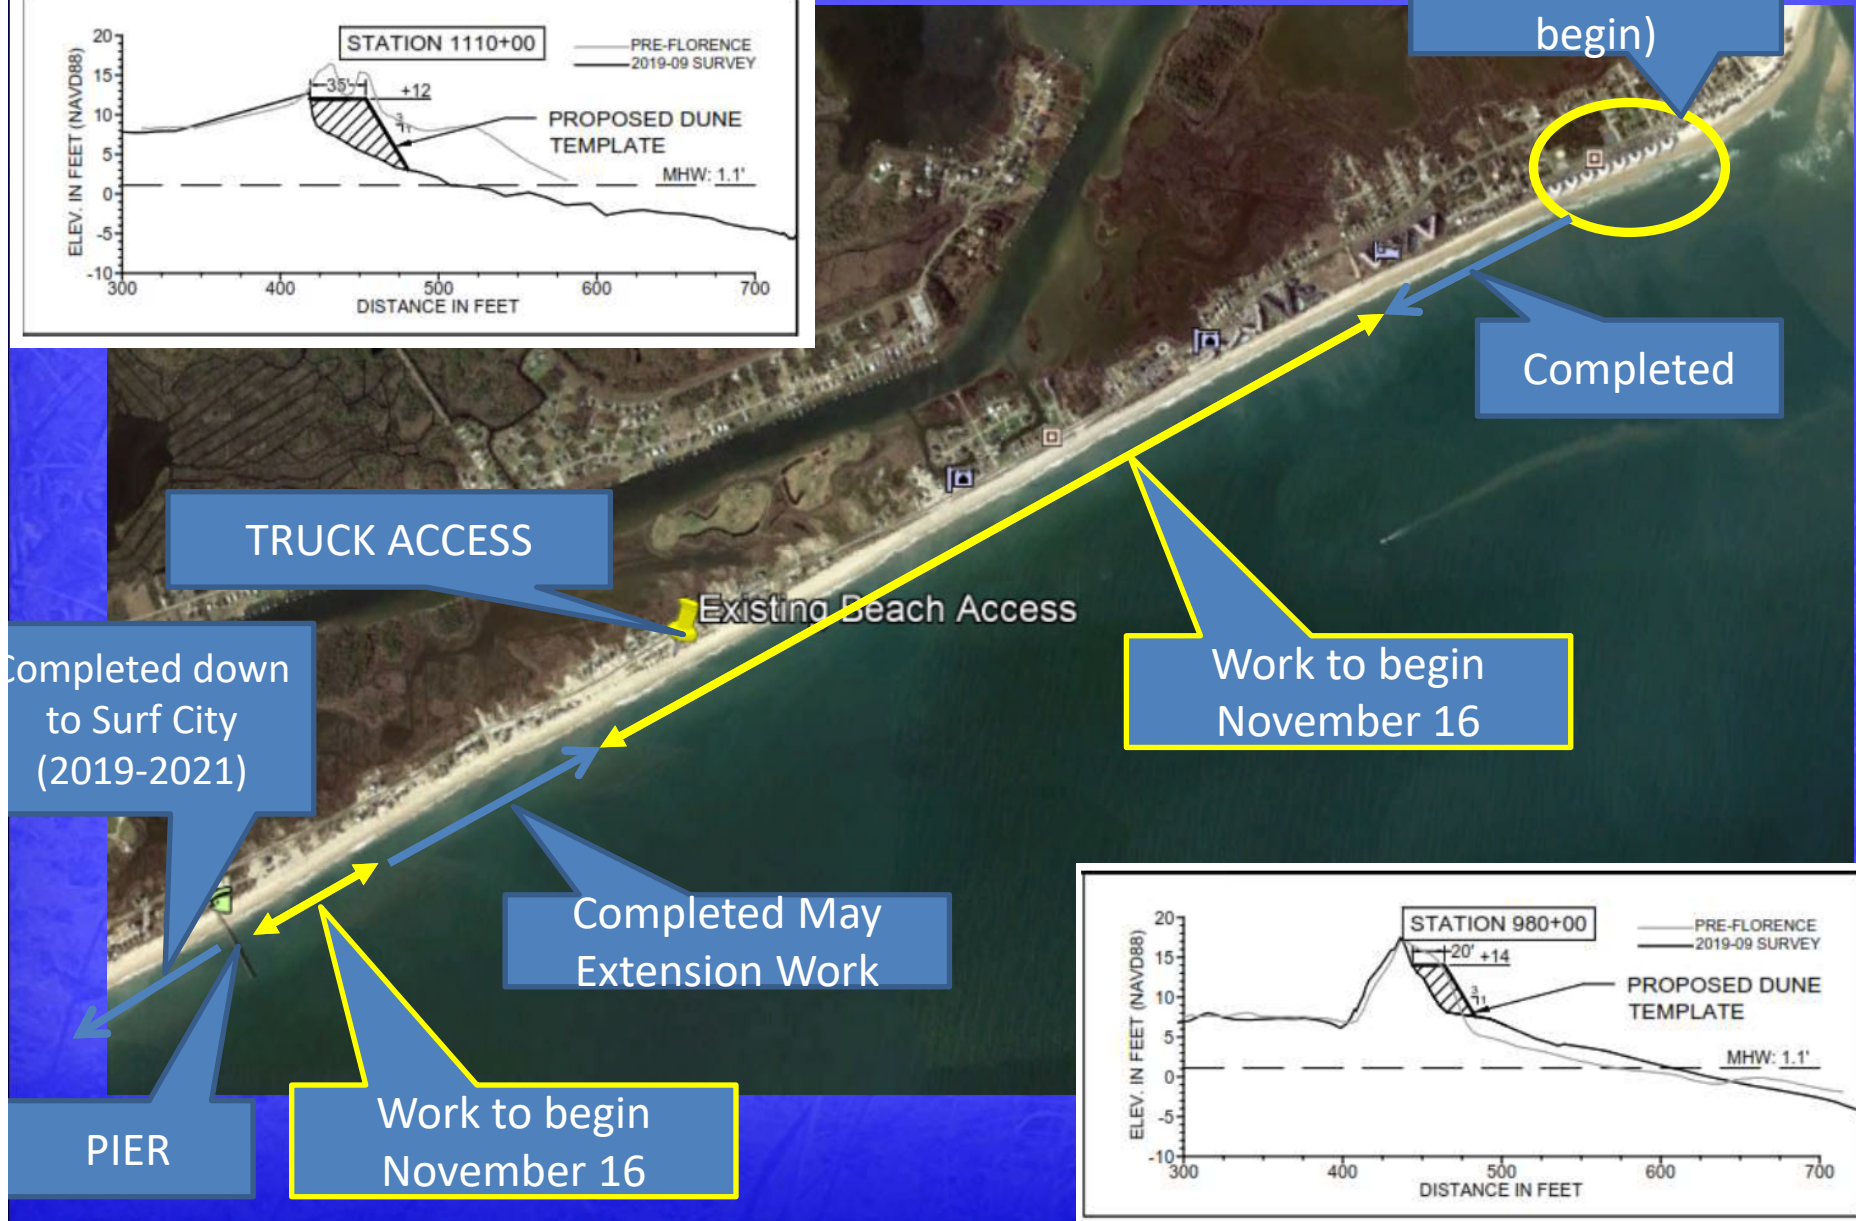 STATION 1110+00
PRE-FLORENCE
2019-09 SURVEY
35'
+12
3
1
PROPOSED DUNE
TEMPLATE
MHW: 1.1'
ELEV. IN FEET (NAVD88)
20
15
10
5
0
-5
-10
300 400 500 600 700
DISTANCE IN FEET
begin)
Completed
TRUCK ACCESS
Existing Beach Access
Work to begin
November 16
Completed down
to Surf City
(2019-2021)
Completed May
Extension Work
PIER
Work to begin
November 16
STATION 980+00
PRE-FLORENCE
2019-09 SURVEY
20'
+14
3
1
PROPOSED DUNE
TEMPLATE
MHW: 1.1'
ELEV. IN FEET (NAVD88)
20
15
10
5
0
-5
-10
300 400 500 600 700
DISTANCE IN FEET